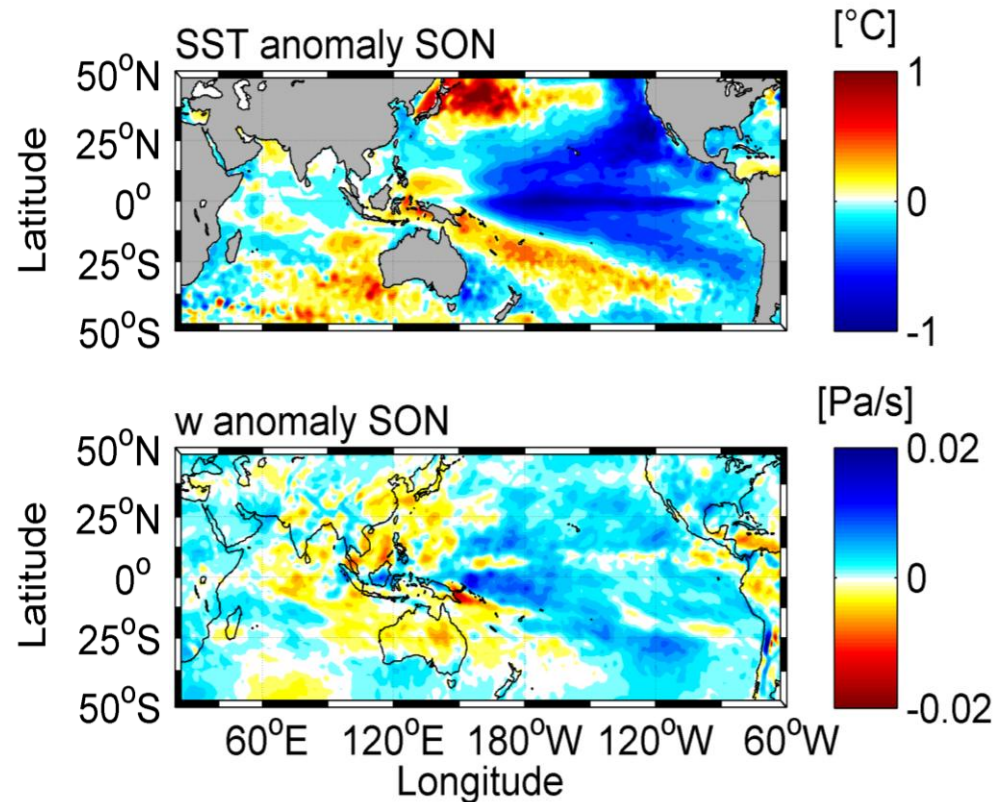 SST anomaly SON
[°C]
50°N
25°N
0°
25°S
50°S
Latitude
1
0
-1
w anomaly SON
[Pa/s]
50°N
25°N
0°
25°S
50°S
Latitude
0.02
0
-0.02
60°E 120°E 180°W 120°W 60°W
Longitude